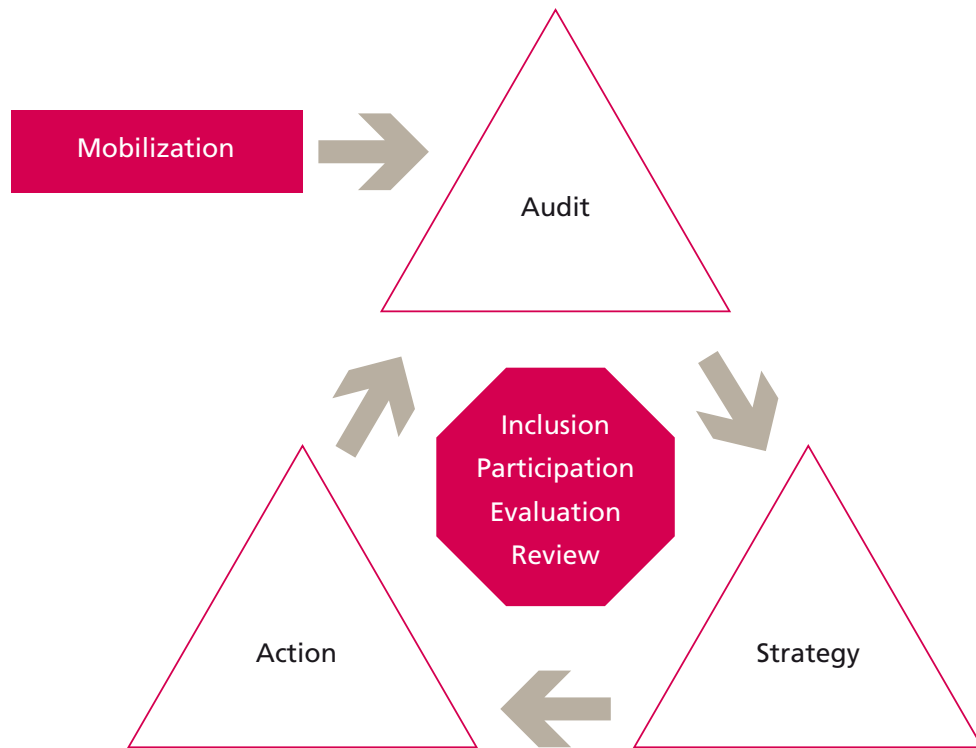 Mobilization
Audit
Inclusion
Participation
Evaluation
Review
Action
Strategy